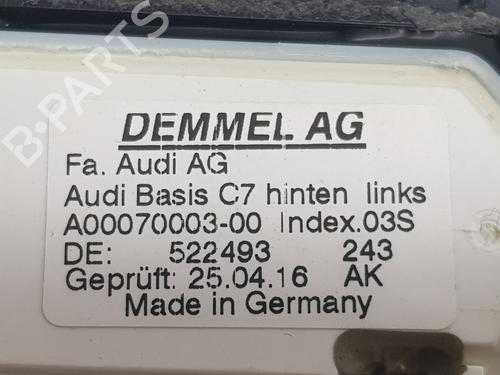 B-PARTS
DEMMEL AG
Fa. Audi AG
Audi Basis C7 hinten links
A00070003-00 Index.03S
DE: 522493 243
Geprüft: 25.04.16 AK
Made in Germany